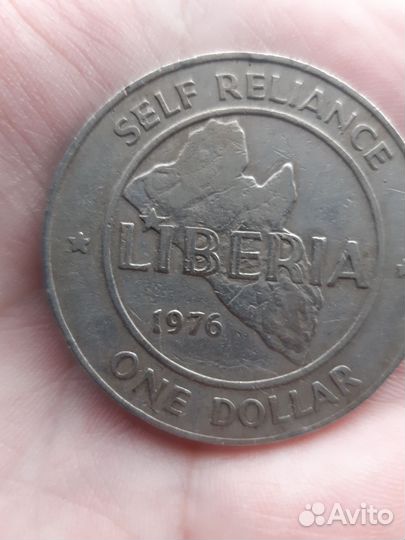 SELF RELIANCE
LIBERIA
1976
ONE DOLLAR
Avito